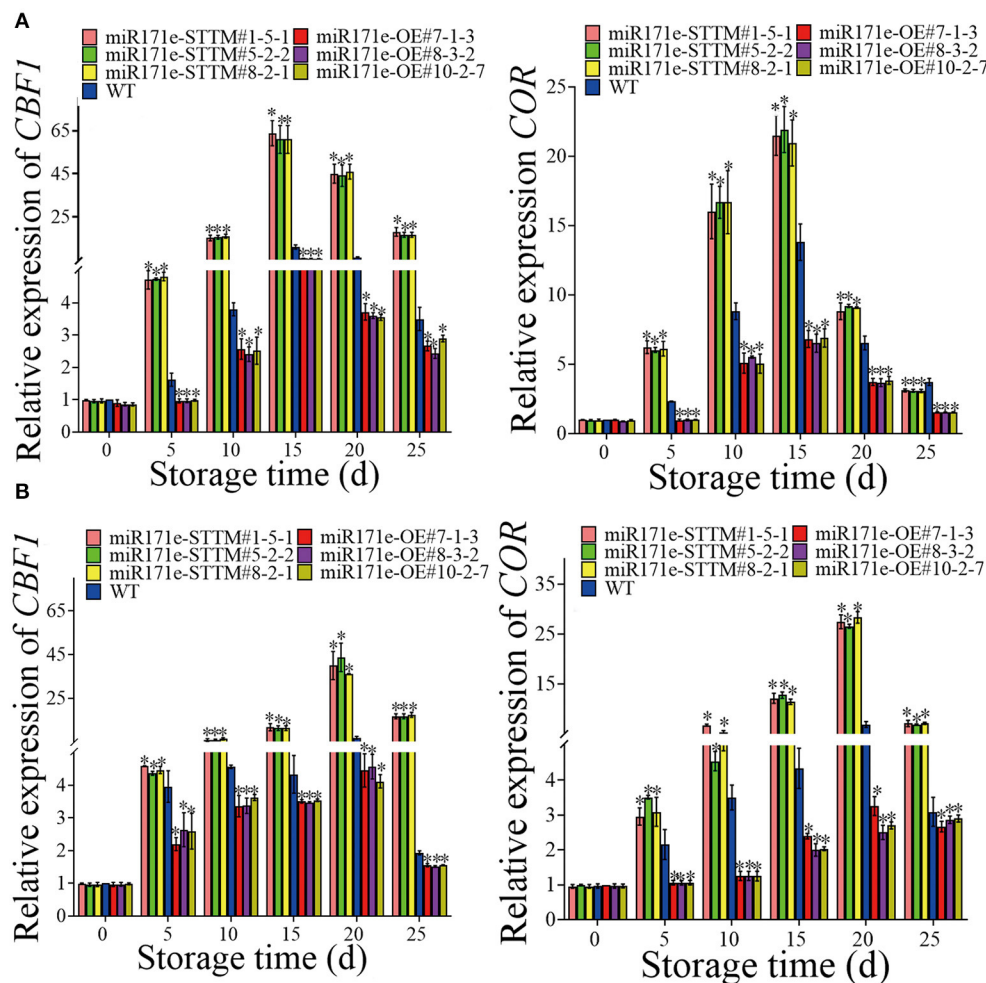 A
miR171e-STTM#1-5-1 miR171e-OE#7-1-3
miR171e-STTM#5-2-2 miR171e-OE#8-3-2
miR171e-STTM#8-2-1 miR171e-OE#10-2-7
WT
Relative expression of CBF1
65
45
25
4
3
2
1
0
* ** *** *
*** *** *** ***
*** *** ***
*** ***
0 5 10 15 20 25
Storage time (d)
miR171e-STTM#1-5-1 miR171e-OE#7-1-3
miR171e-STTM#5-2-2 miR171e-OE#8-3-2
miR171e-STTM#8-2-1 miR171e-OE#10-2-7
WT
Relative expression COR
25
20
15
10
5
0
0 5 10 15 20 25
Storage time (d)
B
miR171e-STTM#1-5-1 miR171e-OE#7-1-3
miR171e-STTM#5-2-2 miR171e-OE#8-3-2
miR171e-STTM#8-2-1 miR171e-OE#10-2-7
WT
Relative expression of CBF1
65
45
25
4
3
2
1
0
0 5 10 15 20 25
Storage time (d)
miR171e-STTM#1-5-1 miR171e-OE#7-1-3
miR171e-STTM#5-2-2 miR171e-OE#8-3-2
miR171e-STTM#8-2-1 miR171e-OE#10-2-7
WT
Relative expression of COR
35
25
15
4
3
2
1
0
0 5 10 15 20 25
Storage time (d)